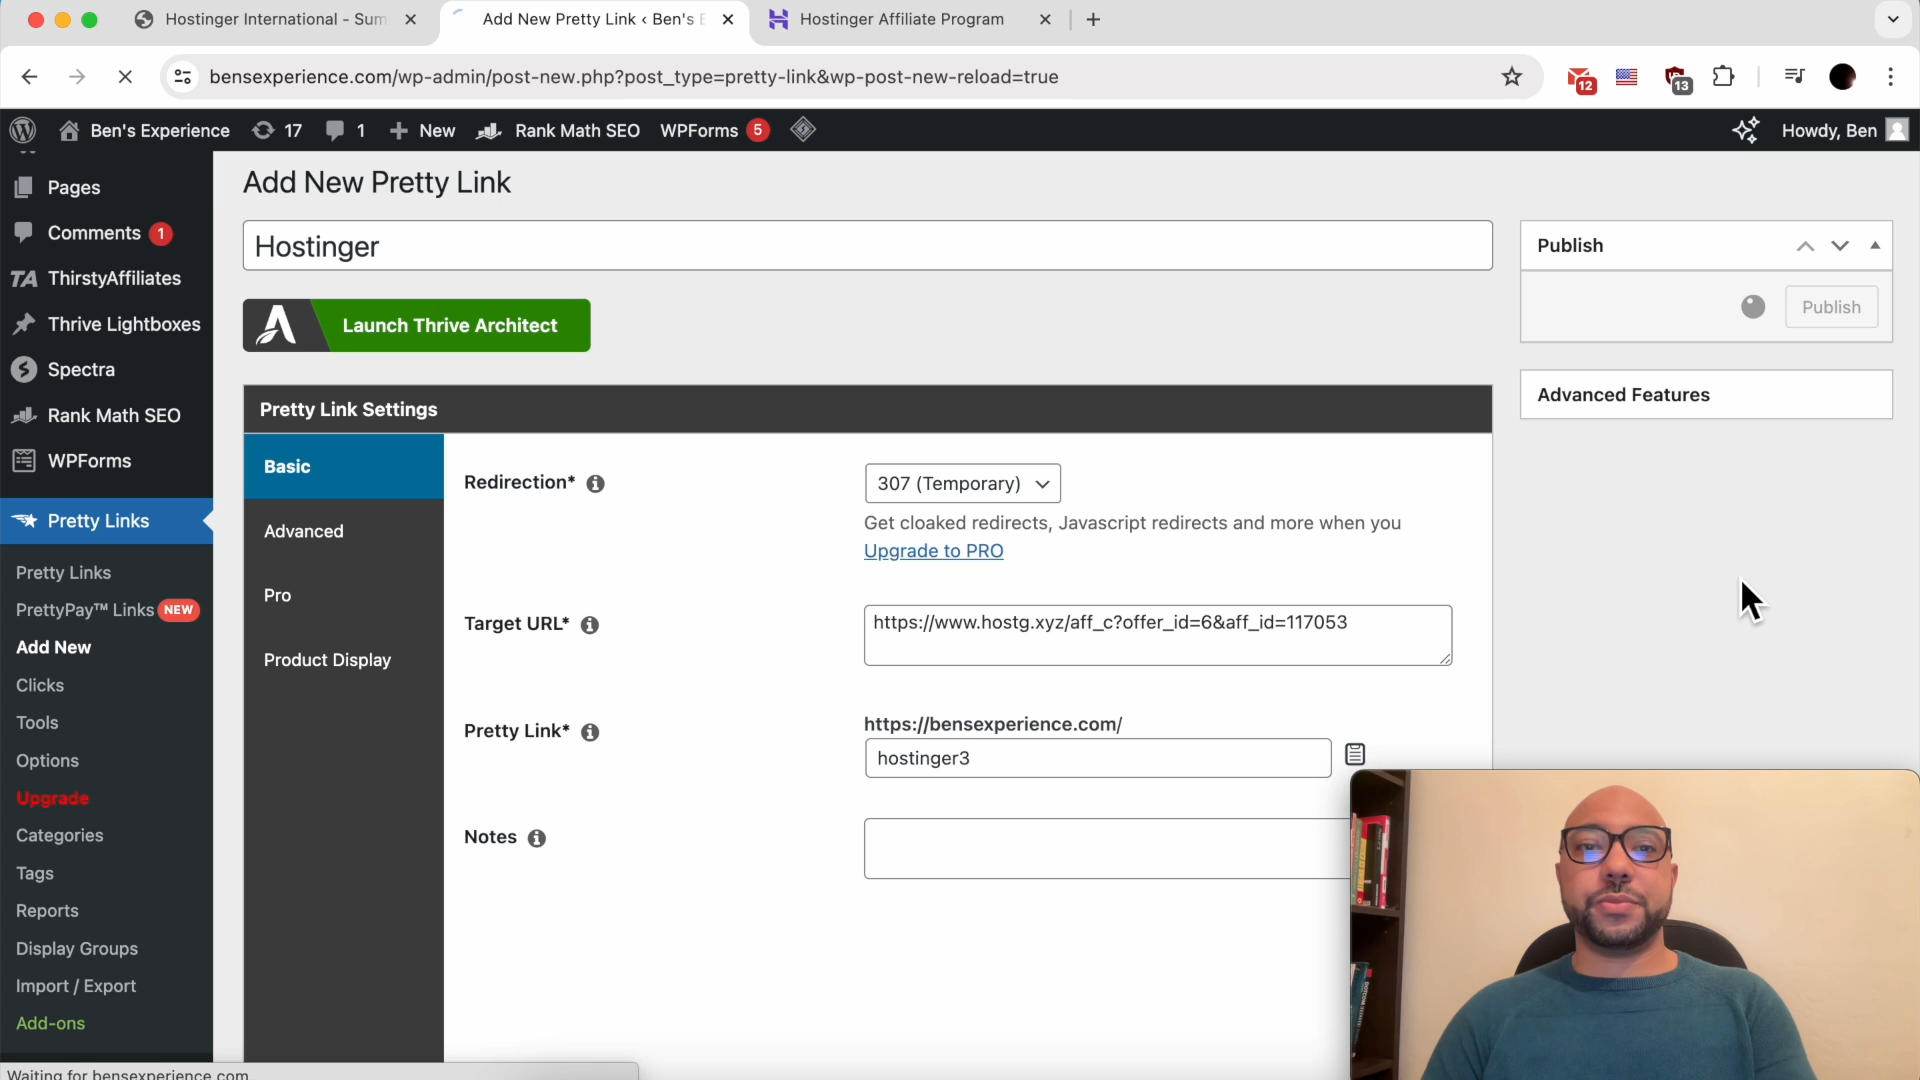 Hostinger International - Sum
Add New Pretty Link ‹ Ben's E
Hostinger Affiliate Program
bensexperience.com/wp-admin/post-new.php?post_type=pretty-link&wp-post-new-reload=true
12
13
Ben's Experience
17
1
New
Rank Math SEO
WPForms 5
Howdy, Ben
Pages
Comments 1
ThirstyAffiliates
Thrive Lightboxes
Spectra
Rank Math SEO
WPForms
Pretty Links
Pretty Links
PrettyPay™ Links NEW
Add New
Clicks
Tools
Options
Upgrade
Categories
Tags
Reports
Display Groups
Import / Export
Add-ons
Add New Pretty Link
Hostinger
Launch Thrive Architect
Pretty Link Settings
Basic
Advanced
Pro
Product Display
Redirection*
307 (Temporary)
Get cloaked redirects, Javascript redirects and more when you
Upgrade to PRO
Target URL*
https://www.hostg.xyz/aff_c?offer_id=6&aff_id=117053
Pretty Link*
https://bensexperience.com/
hostinger3
Notes
Publish
Publish
Advanced Features
Waiting for bensexperience.com